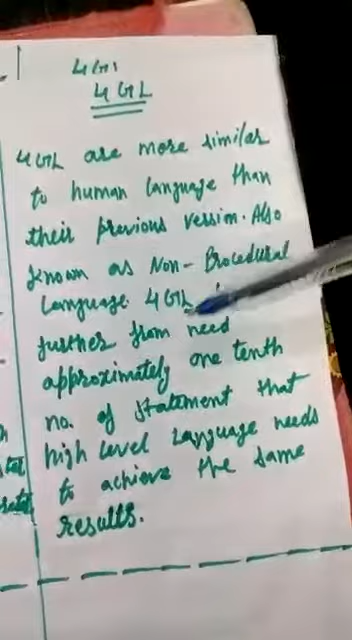 4G1
4GL
4GL are more similar
to human language than
their previous version. Also
known as Non-Procedural
Language. 4GL
further from need
approximately one tenth
no. of statement that
high level language needs
to achieve the same
results.